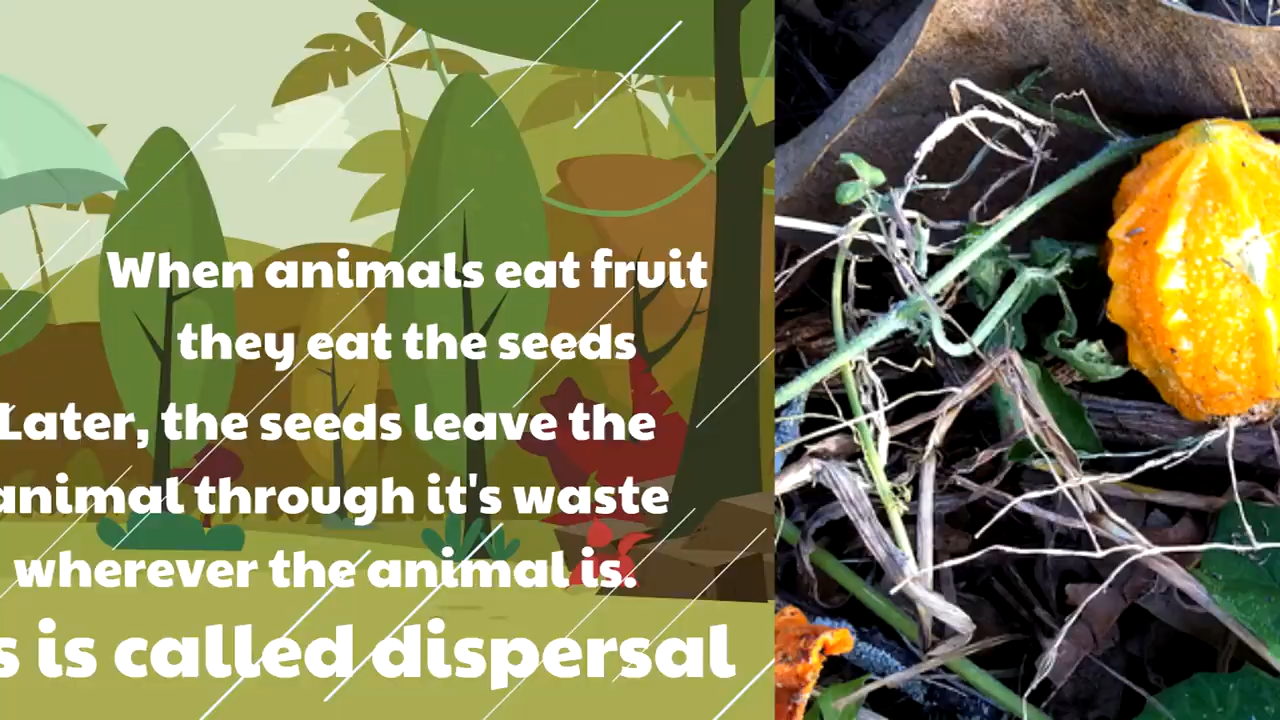 When animals eat fruit
they eat the seeds
Later, the seeds leave the
animal through it's waste
wherever the animal is.
s is called dispersal